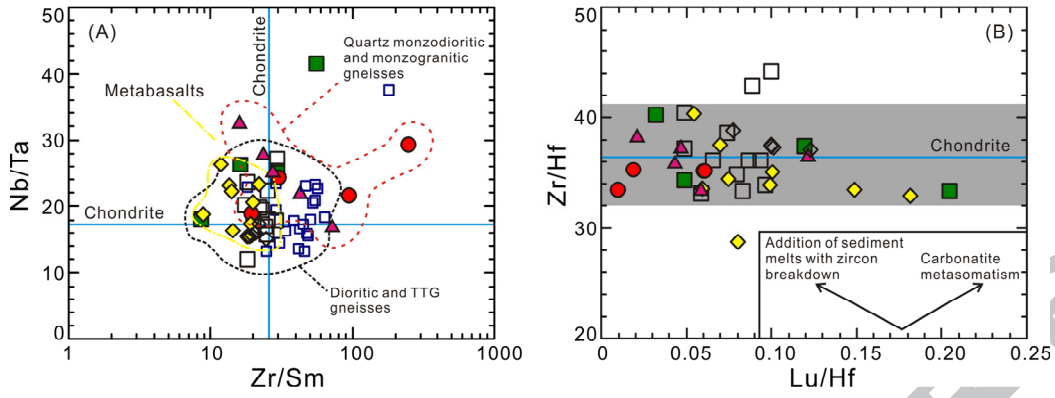 50
(A)
Chondrite
Quartz monzodioritic
and monzogranitic
gneisses
40
Metabasalts
30
Nb/Ta
20
Chondrite
10
Dioritic and TTG
gneisses
0
1
10
100
1000
Zr/Sm
50
(B)
40
Chondrite
Zr/Hf
30
Addition of sediment
melts with zircon
breakdown
Carbonatite
metasomatism
20
0
0.05
0.10
0.15
0.20
0.25
Lu/Hf